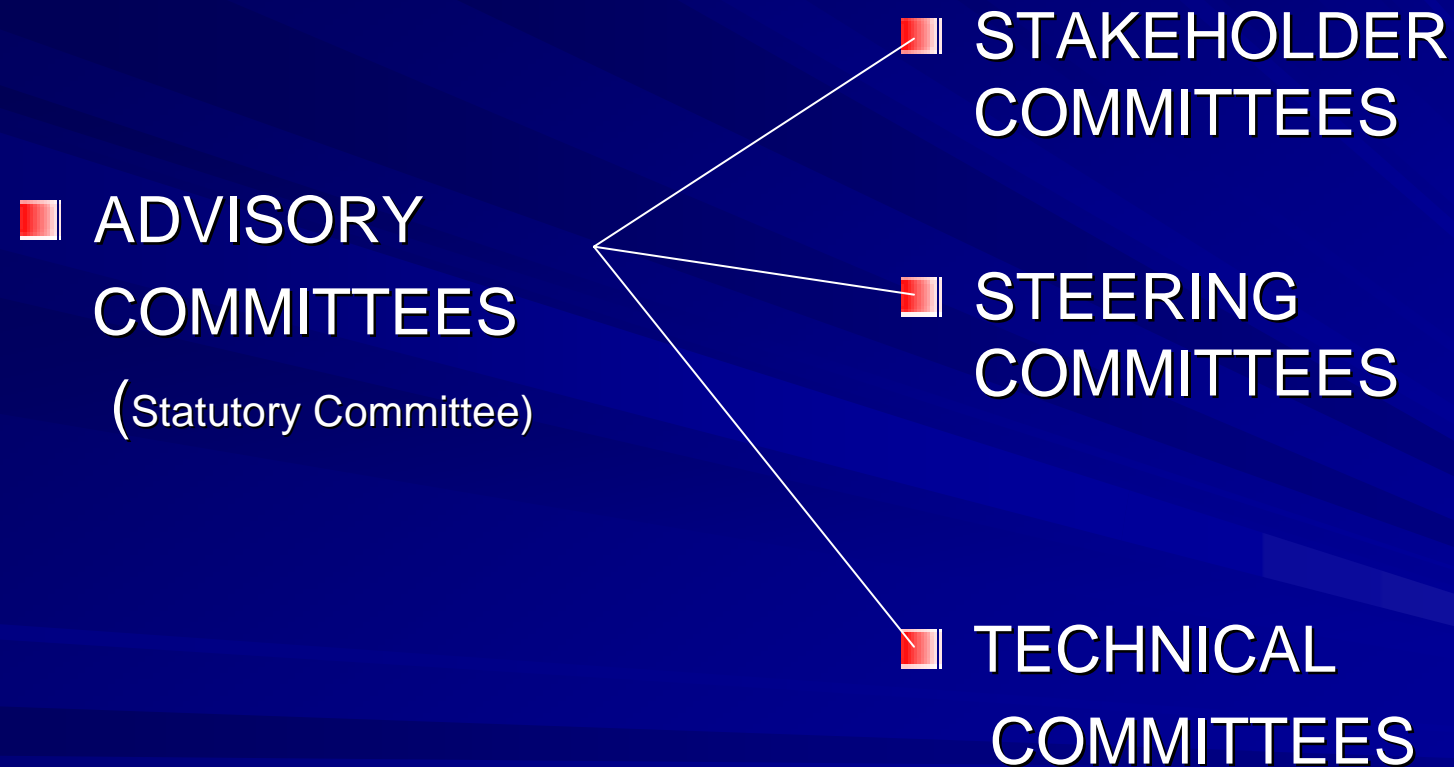 ADVISORY
COMMITTEES
(Statutory Committee)
STAKEHOLDER
COMMITTEES
STEERING
COMMITTEES
TECHNICAL
COMMITTEES